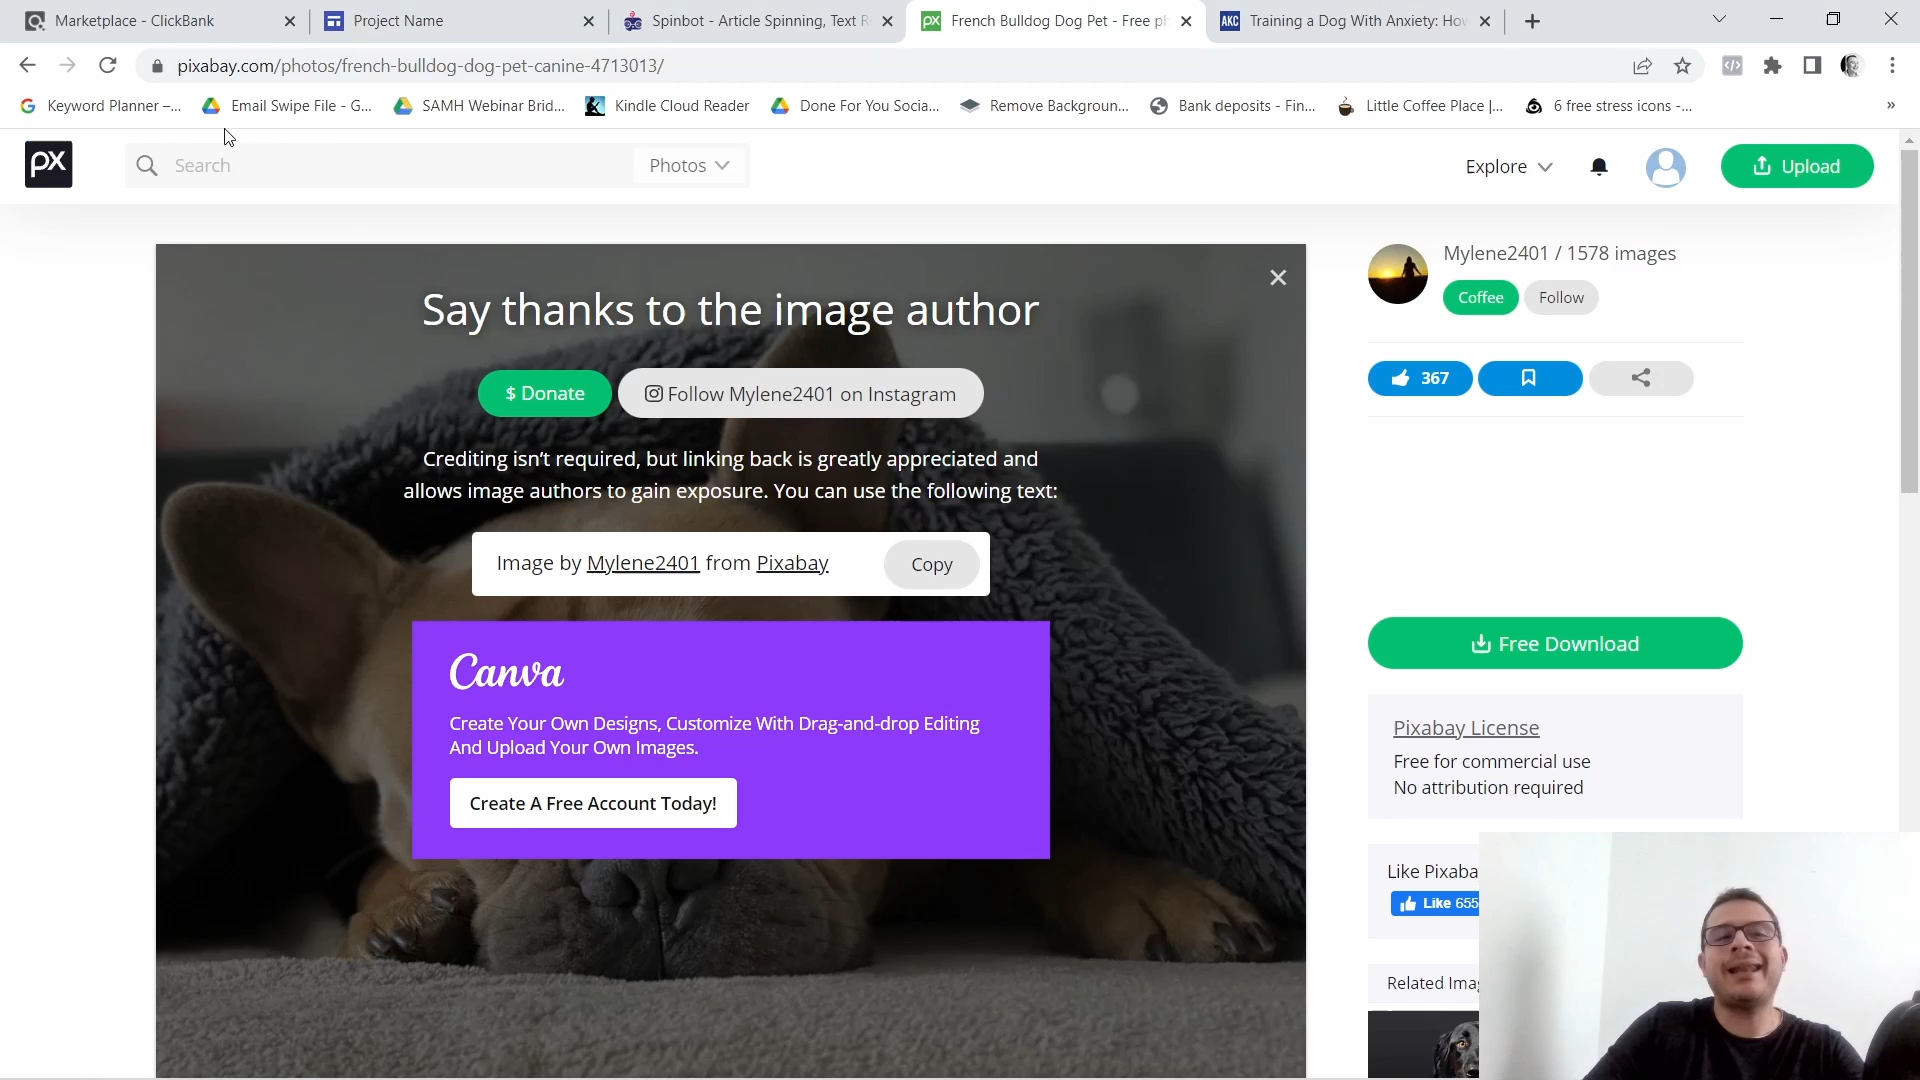 Marketplace - ClickBank
Project Name
Spinbot - Article Spinning, Text R
French Bulldog Dog Pet - Free ph
AKC Training a Dog With Anxiety: How
pixabay.com/photos/french-bulldog-dog-pet-canine-4713013/
Keyword Planner –...
Email Swipe File - G...
SAMH Webinar Brid...
Kindle Cloud Reader
Done For You Socia...
Remove Backgroun...
Bank deposits - Fin...
Little Coffee Place |...
6 free stress icons -...
»
px
Search
Photos
Explore
Upload
Say thanks to the image author
$ Donate
Follow Mylene2401 on Instagram
Crediting isn't required, but linking back is greatly appreciated and
allows image authors to gain exposure. You can use the following text:
Image by Mylene2401 from Pixabay
Copy
Canva
Create Your Own Designs, Customize With Drag-and-drop Editing
And Upload Your Own Images.
Create A Free Account Today!
Mylene2401 / 1578 images
Coffee
Follow
367
Free Download
Pixabay License
Free for commercial use
No attribution required
Like Pixaba
Like 655
Related Imag